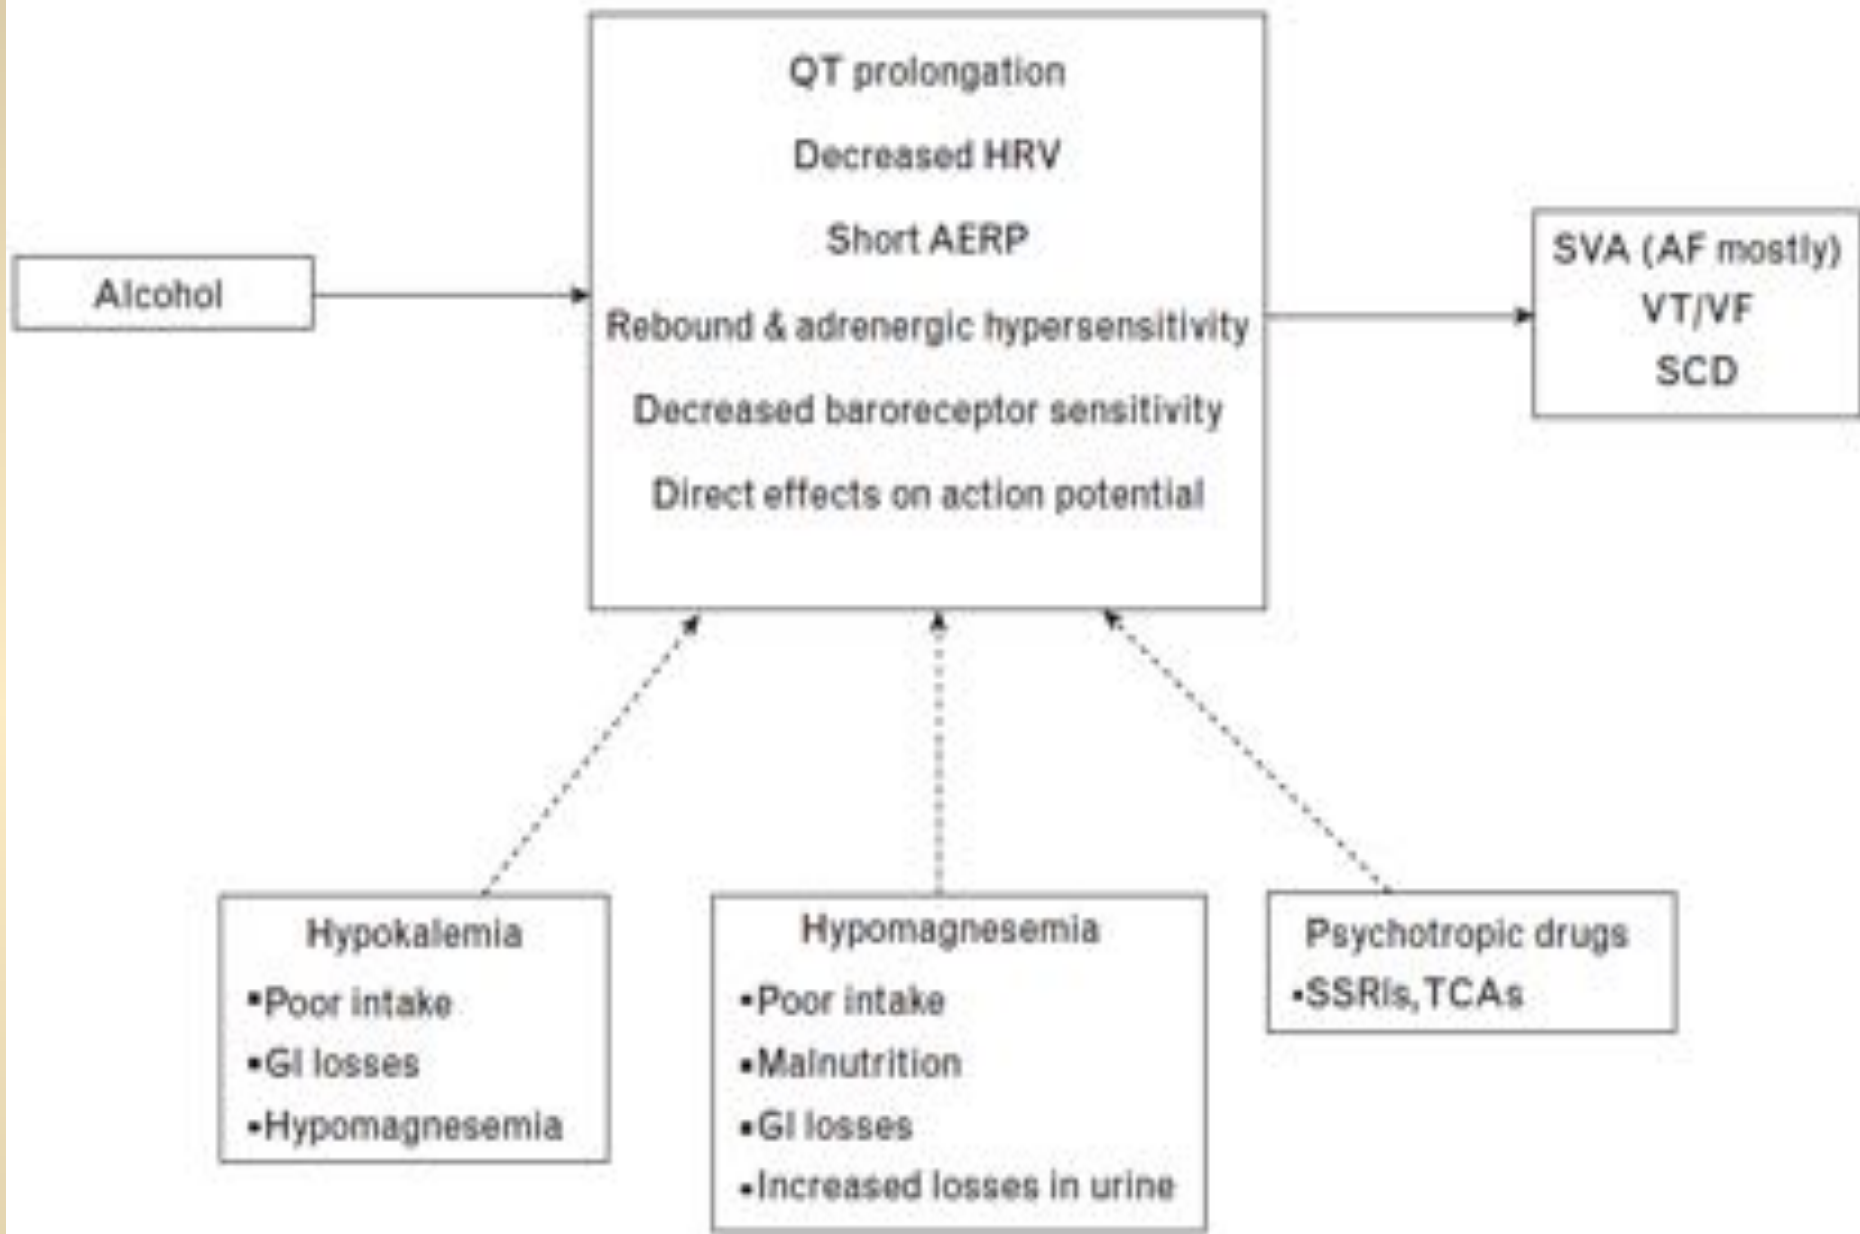 Alcohol
QT prolongation
Decreased HRV
Short AERP
Rebound & adrenergic hypersensitivity
Decreased baroreceptor sensitivity
Direct effects on action potential
SVA (AF mostly)
VT/VF
SCD
Hypokalemia
▪Poor intake
▪GI losses
▪Hypomagnesemia
Hypomagnesemia
▪Poor intake
▪Malnutrition
▪GI losses
▪Increased losses in urine
Psychotropic drugs
▪SSRIs, TCAs